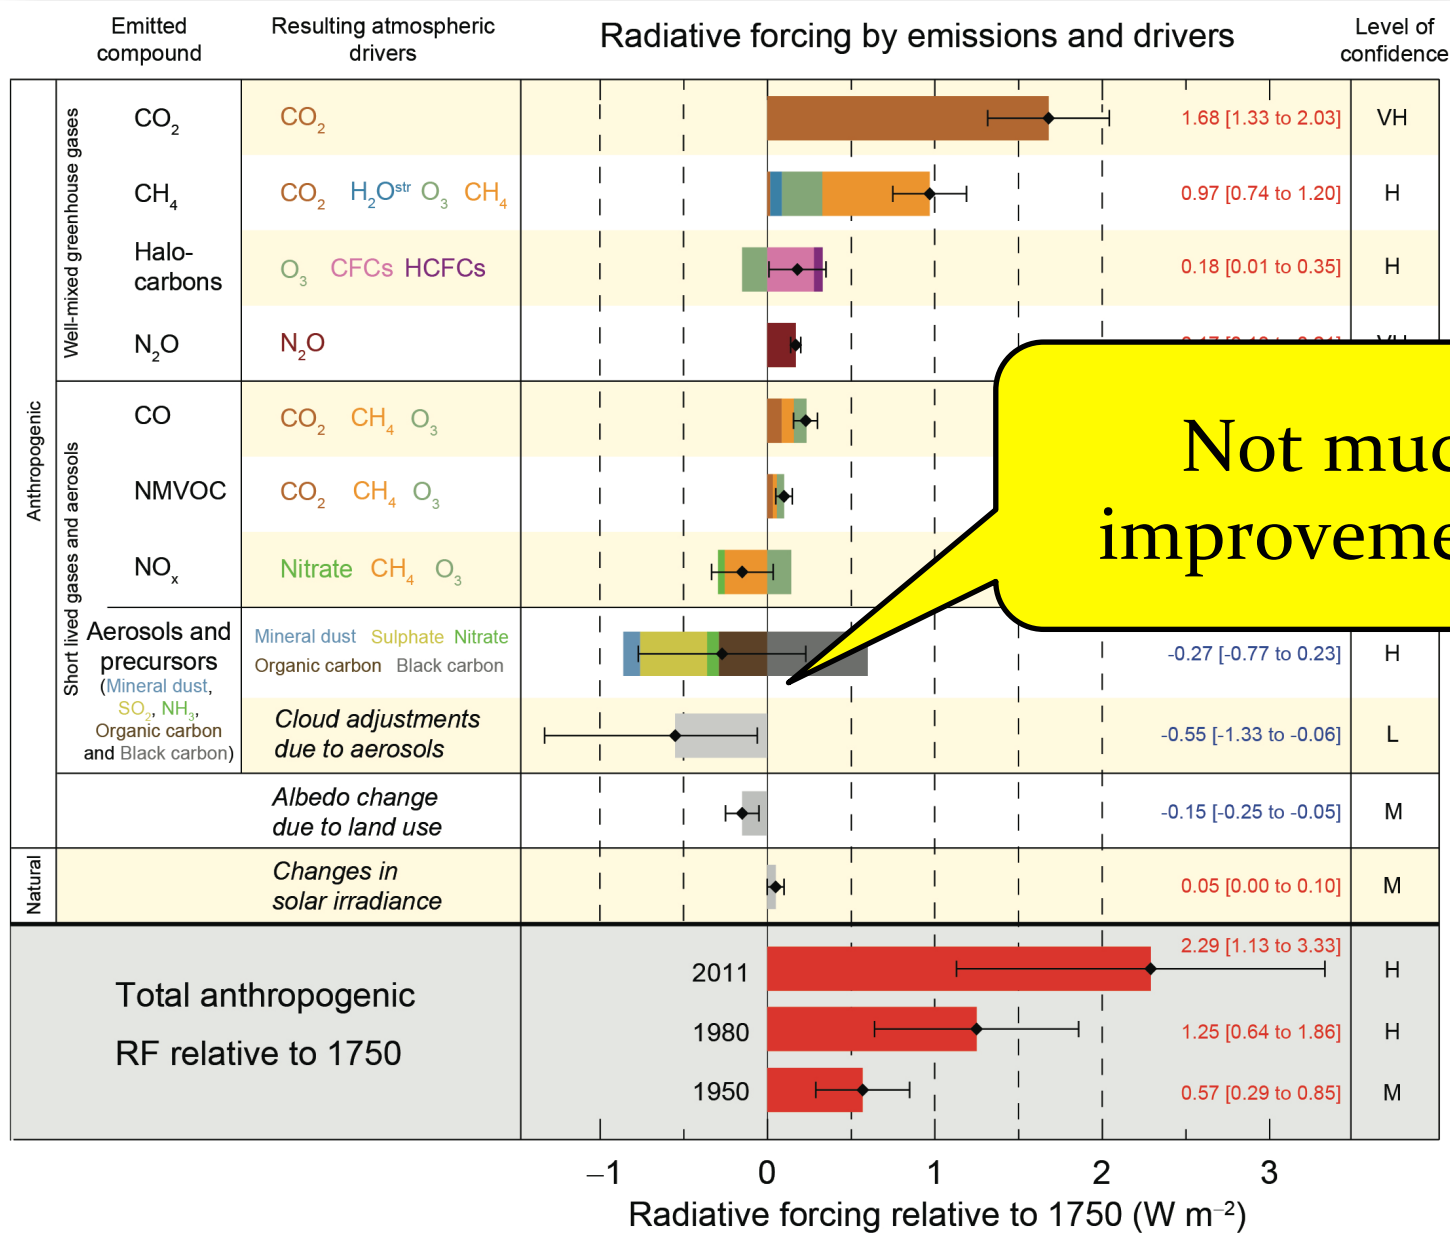 Emitted compound
Resulting atmospheric drivers
Radiative forcing by emissions and drivers
Level of confidence
Anthropogenic
Well-mixed greenhouse gases
CO2
CO2
1.68 [1.33 to 2.03]
VH
CH4
CO2 H2Ostr O3 CH4
0.97 [0.74 to 1.20]
H
Halo-
carbons
O3 CFCs HCFCs
0.18 [0.01 to 0.35]
H
N2O
N2O
Short lived gases and aerosols
CO
CO2 CH4 O3
NMVOC
CO2 CH4 O3
NOx
Nitrate CH4 O3
Not
Aerosols and
precursors
(Mineral dust,
SO2, NH3,
Organic carbon
and Black carbon)
Mineral dust Sulphate Nitrate
Organic carbon Black carbon
-0.27 [-0.77 to 0.23]
H
Cloud adjustments
due to aerosols
-0.55 [-1.33 to -0.06]
L
Albedo change
due to land use
-0.15 [-0.25 to -0.05]
M
Natural
Changes in
solar irradiance
0.05 [0.00 to 0.10]
M
Total anthropogenic
RF relative to 1750
2011
2.29 [1.13 to 3.33]
H
1980
1.25 [0.64 to 1.86]
H
1950
0.57 [0.29 to 0.85]
M
−1 0 1 2 3
Radiative forcing relative to 1750 (W m−2)